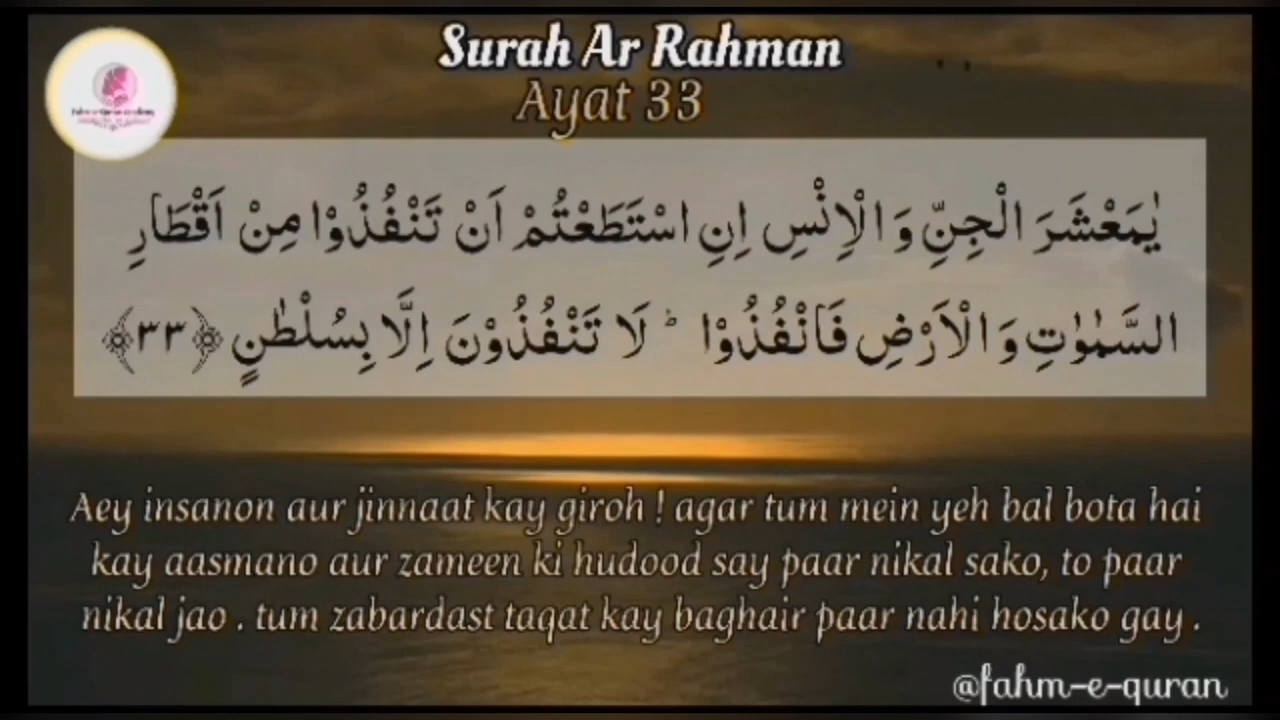 Surah Ar Rahman
Ayat 33
يٰمَعْشَرَ الْجِنِّ وَ الْاِنْسِ اِنِ اسْتَطَعْتُمْ اَنْ تَنْفُذُوْا مِنْ اَقْطَارِ
السَّمٰوٰتِ وَ الْاَرْضِ فَانْفُذُوْا ؕ لَا تَنْفُذُوْنَ اِلَّا بِسُلْطٰنٍ ﴿۳۳﴾
Aey insanon aur jinnaat kay giroh ! agar tum mein yeh bal bota hai
kay aasmano aur zameen ki hudood say paar nikal sako, to paar
nikal jao . tum zabardast taqat kay baghair paar nahi hosako gay .
@fahm-e-quran